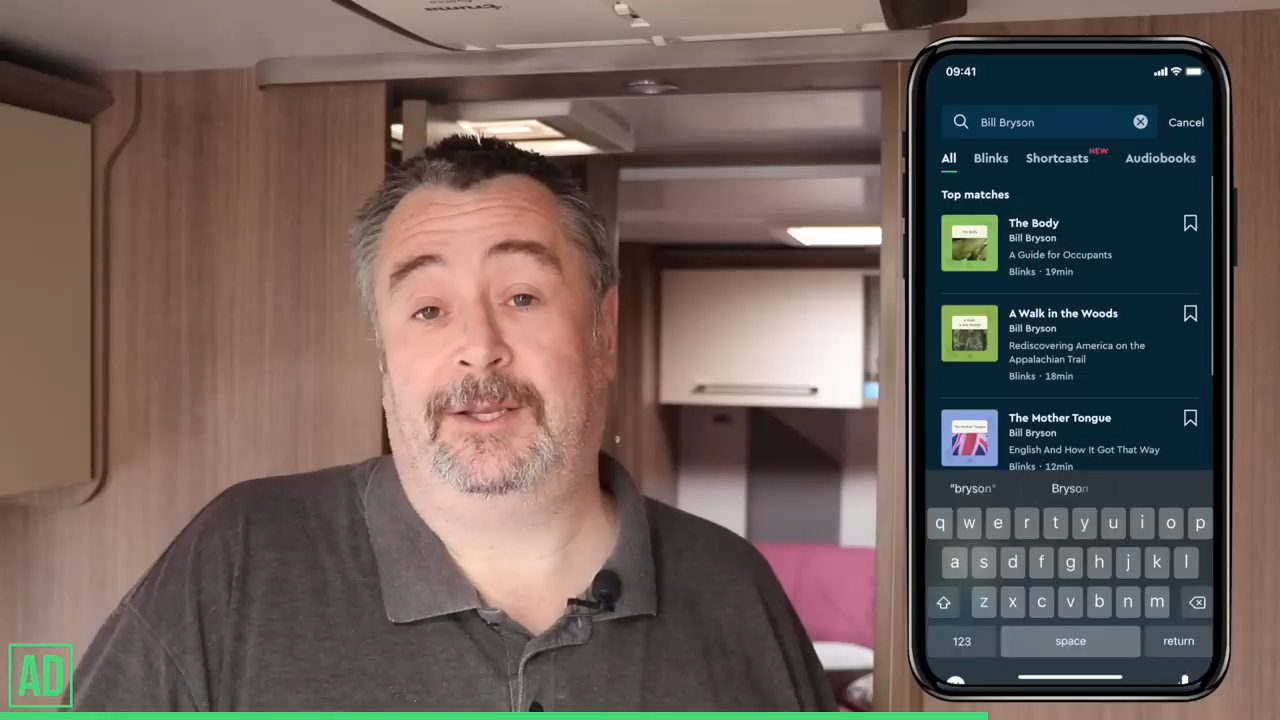 truma
09:41
Bill Bryson
Cancel
All
Blinks
Shortcasts
NEW
Audiobooks
Top matches
The Body
Bill Bryson
A Guide for Occupants
Blinks · 19min
A Walk in the Woods
Bill Bryson
Rediscovering America on the
Appalachian Trail
Blinks · 18min
The Mother Tongue
Bill Bryson
English And How It Got That Way
Blinks · 12min
"bryson"
Bryson
q w e r t y u i o p
a s d f g h j k l
z x c v b n m
123
space
return
AD